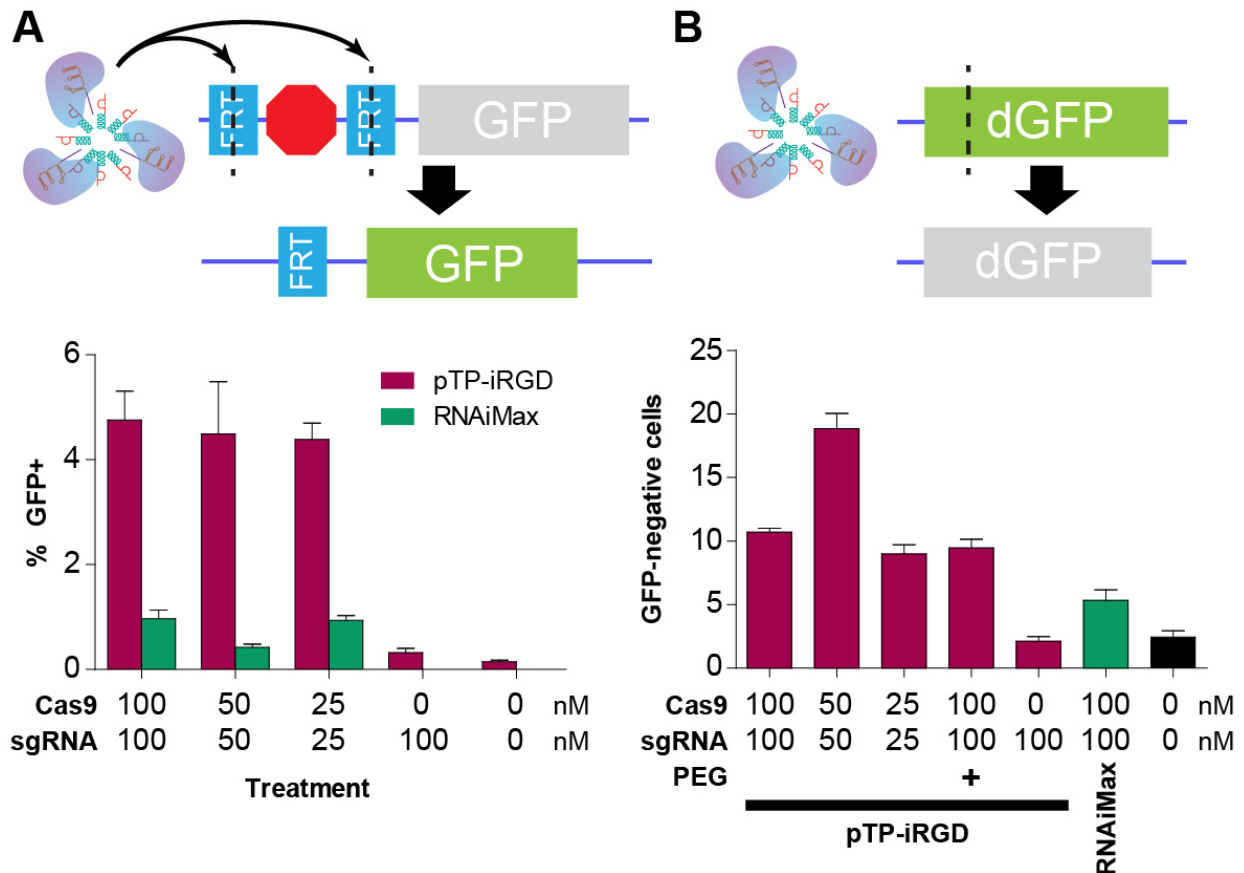 A
FRT
FRT
GFP
FRT
GFP
6
4
2
0
% GFP+
pTP-iRGD
RNAiMax
Cas9 100 50 25 0 0 nM
sgRNA 100 50 25 100 0 nM
Treatment
B
dGFP
dGFP
25
20
15
10
5
0
GFP-negative cells
Cas9 100 50 25 100 0 100 0 nM
sgRNA 100 50 25 100 100 100 0 nM
PEG +
pTP-iRGD
RNAiMax